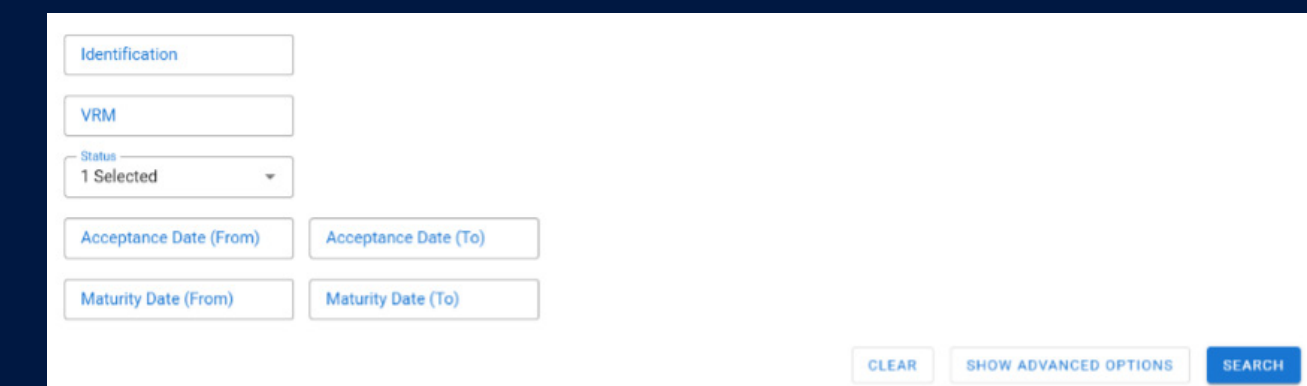 Identification
VRM
Status
1 Selected
Acceptance Date (From) Acceptance Date (To)
Maturity Date (From) Maturity Date (To)
CLEAR SHOW ADVANCED OPTIONS SEARCH